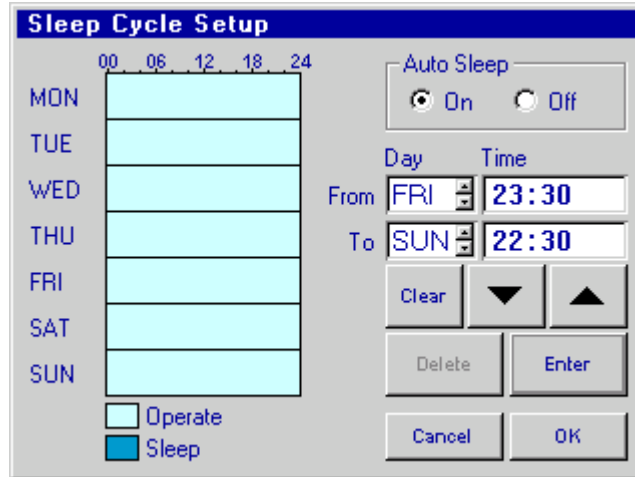 Sleep Cycle Setup
00 06 12 18 24
MON
TUE
WED
THU
FRI
SAT
SUN
Operate
Sleep
Auto Sleep
On Off
Day Time
From FRI 23:30
To SUN 22:30
Clear
Delete Enter
Cancel OK